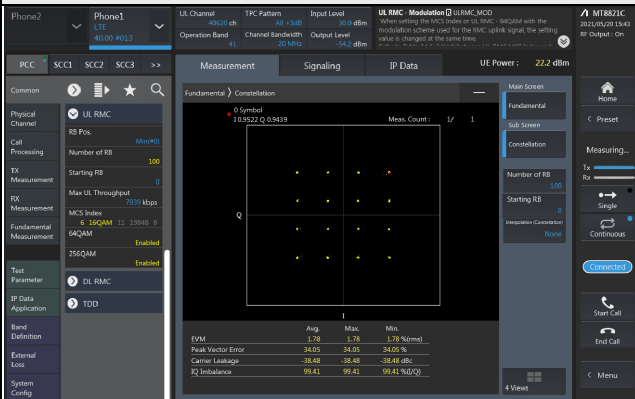 Phone2
Phone1
LTE
40.00 #013
UL Channel
40620 ch
TPC Pattern
All +3dB
Input Level
30.0 dBm
Operation Band
41
Channel Bandwidth
20 MHz
Output Level
-54.2 dBm
UL RMC - Modulation ULRMC_MOD
When setting the MCS Index or UL RMC - 64QAM with the
modulation scheme used for the RMC uplink signal, the setting
value is changed at the same time.
MT8821C
2021/05/20 15:43
RF Output : On
PCC
SCC1
SCC2
SCC3
>>
Measurement
Signaling
IP Data
UE Power :
22.2 dBm
Common
Physical
Channel
Call
Processing
TX
Measurement
RX
Measurement
Fundamental
Measurement
Test
Parameter
IP Data
Application
Band
Definition
External
Loss
System
Config
UL RMC
RB Pos.
Min(#0)
Number of RB
100
Starting RB
0
Max UL Throughput
7939 kbps
MCS Index
6 16QAM 11 19848 8
64QAM
Enabled
256QAM
Enabled
DL RMC
TDD
Fundamental ⟩ Constellation
0 Symbol
I 0.9522 Q 0.9439
Meas. Count : 1/ 1
Q
I
Avg. Max. Min.
EVM 1.78 1.78 1.78 %(rms)
Peak Vector Error 34.05 34.05 34.05 %
Carrier Leakage -38.48 -38.48 -38.48 dBc
IQ Imbalance 99.41 99.41 99.41 %(I/Q)
Main Screen
Fundamental
Sub Screen
Constellation
Number of RB
100
Starting RB
0
Interpolation (Constellation)
None
4 Views
Home
< Preset
Measuring...
Tx
Rx
Single
Continuous
Connected
Start Call
End Call
< Menu